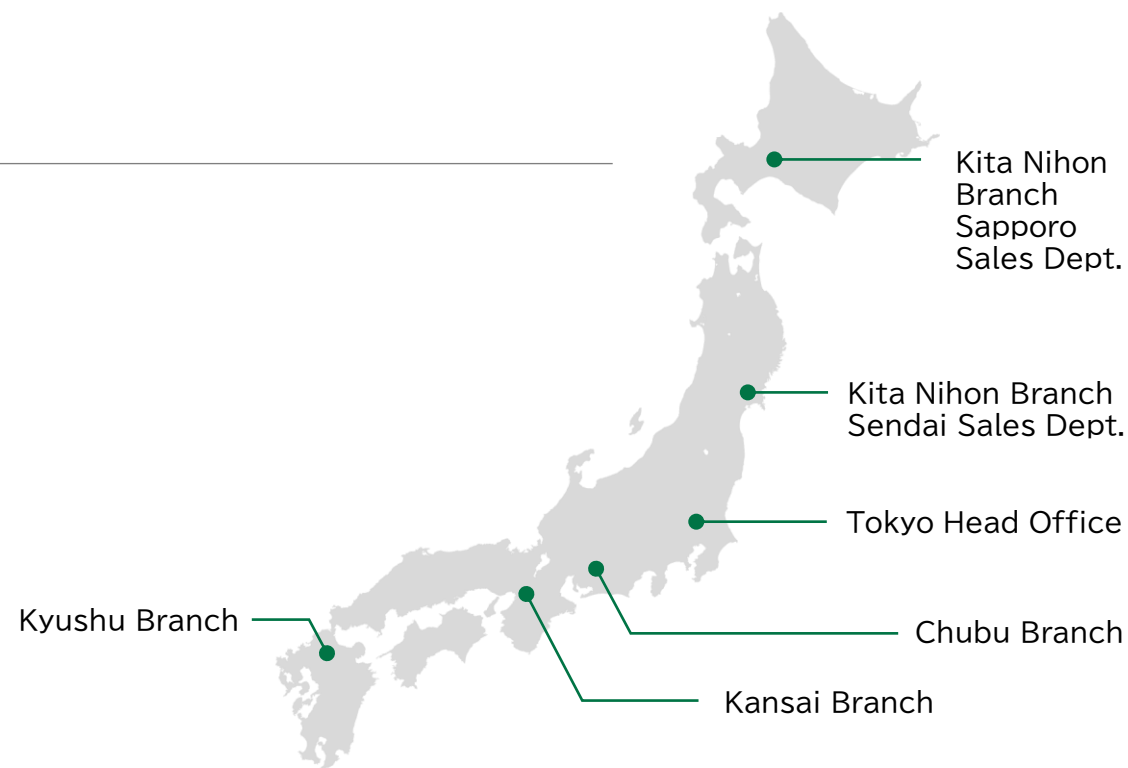 Kita Nihon
Branch
Sapporo
Sales Dept.
Kita Nihon Branch
Sendai Sales Dept.
Tokyo Head Office
Kyushu Branch
Chubu Branch
Kansai Branch